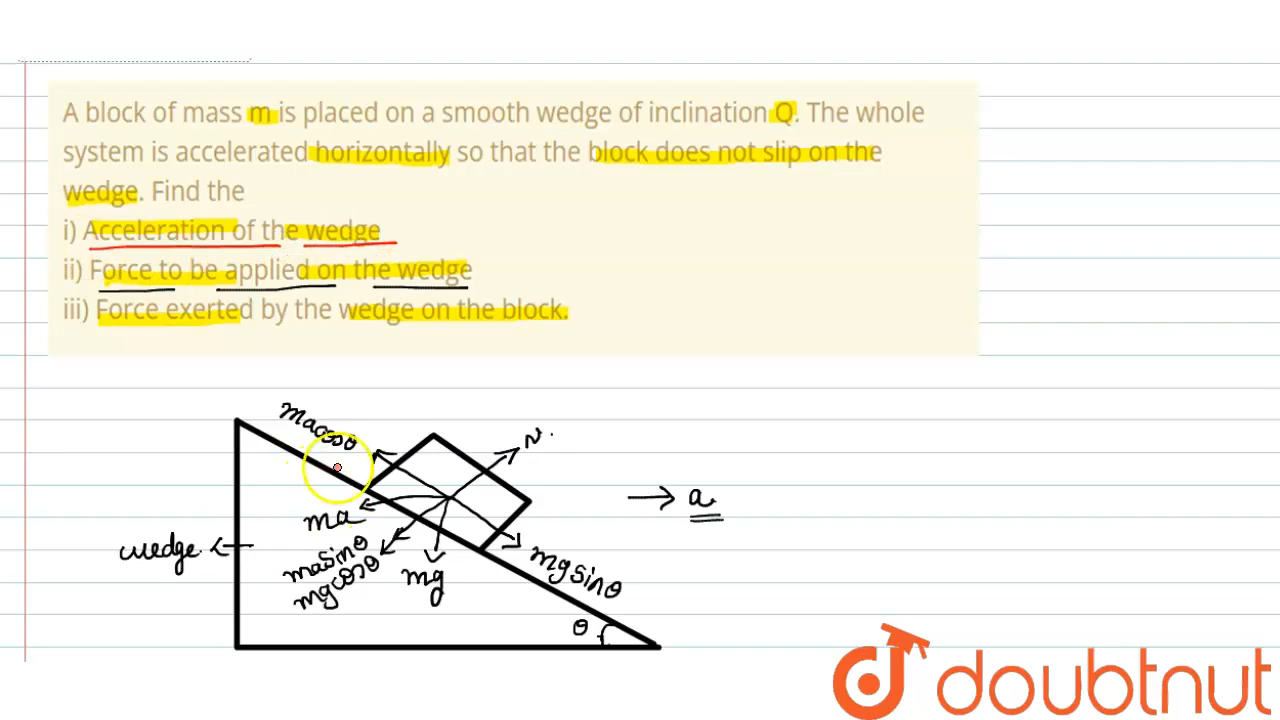 A block of mass m is placed on a smooth wedge of inclination Q. The whole
system is accelerated horizontally so that the block does not slip on the
wedge. Find the
i) Acceleration of the wedge
ii) Force to be applied on the wedge
iii) Force exerted by the wedge on the block.
macosθ
N
→ a
ma
wedge
masinθ
mgcosθ
mg
mgsinθ
θ
doubtnut